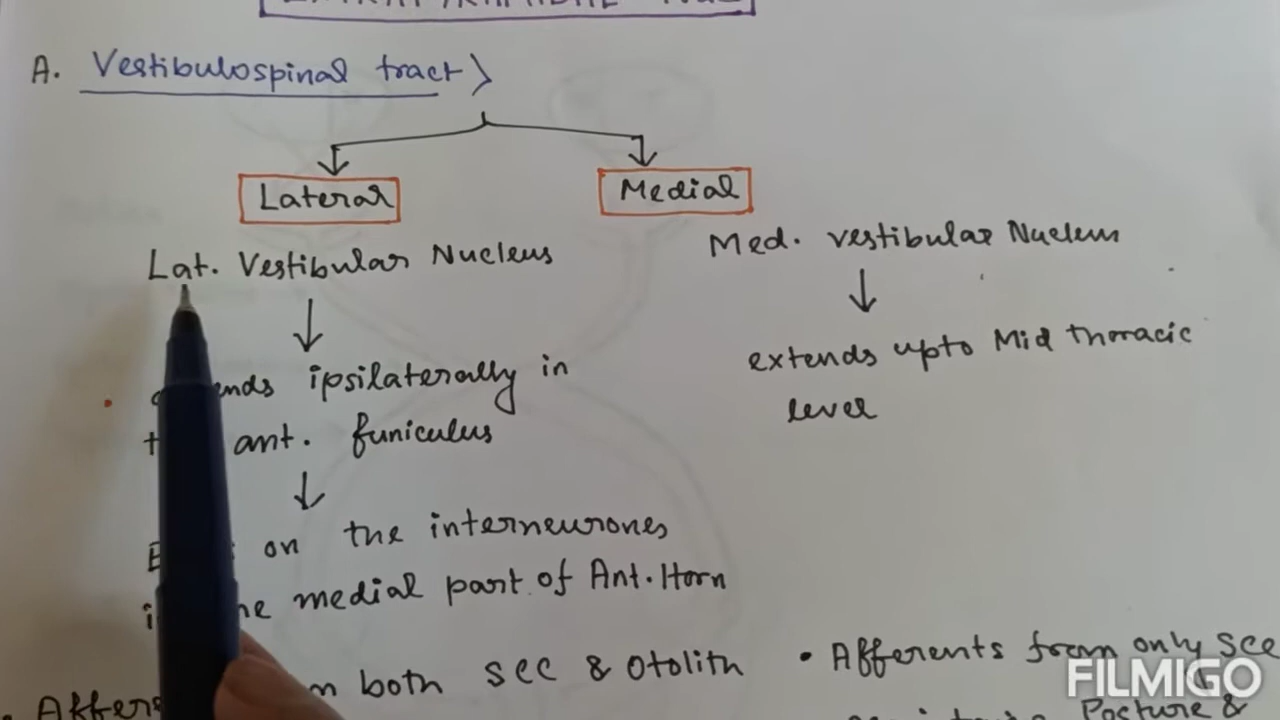 A. Vestibulospinal tract
Lateral
Medial
Lat. Vestibular Nucleus
Med. vestibular Nucleus
ipsilaterally in
ant. funiculus
extends upto Mid thoracic
level
on the interneurones
medial part of Ant. Horn
both SCC & Otolith
• Afferents from only SCC
Posture &
FILMIGO